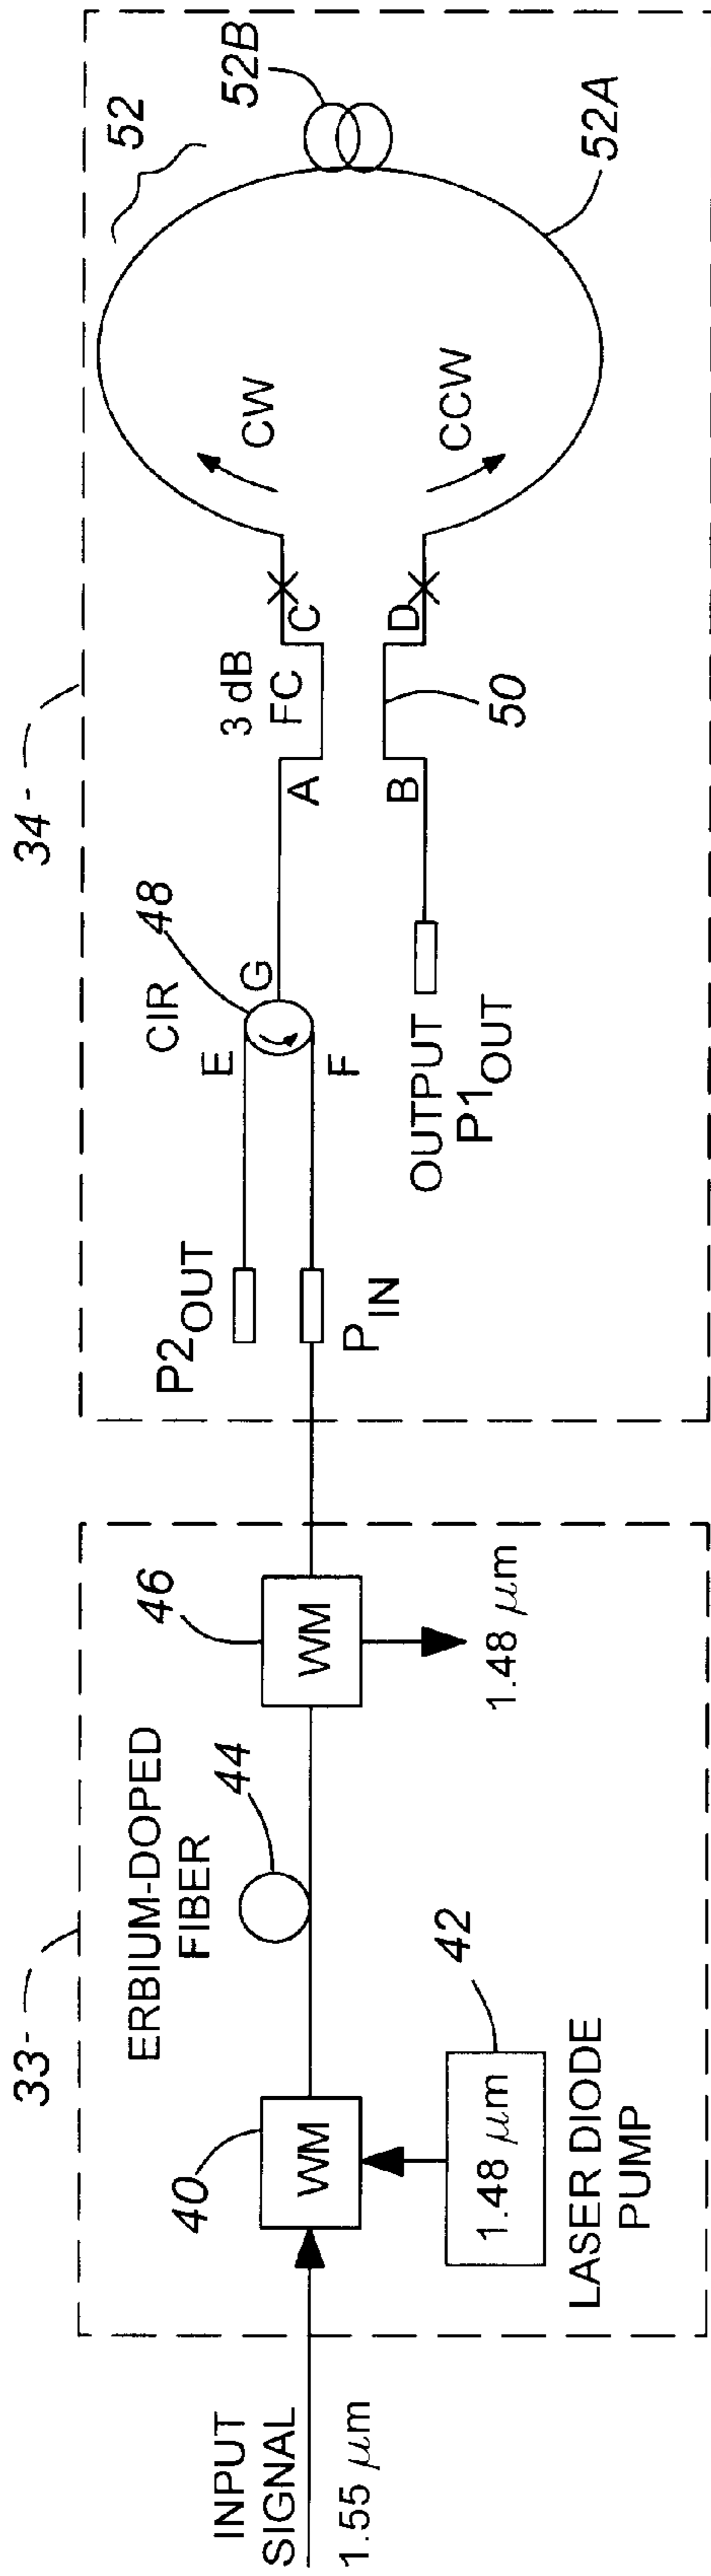 33
34
INPUT
SIGNAL
1.55 μm
40
WM
1.48 μm
42
LASER DIODE
PUMP
ERBIUM-DOPED
FIBER
44
46
WM
1.48 μm
P2OUT
PIN
CIR
48
E
F
G
OUTPUT
P1OUT
A
B
3 dB
FC
C
D
50
CW
CCW
52
52B
52A